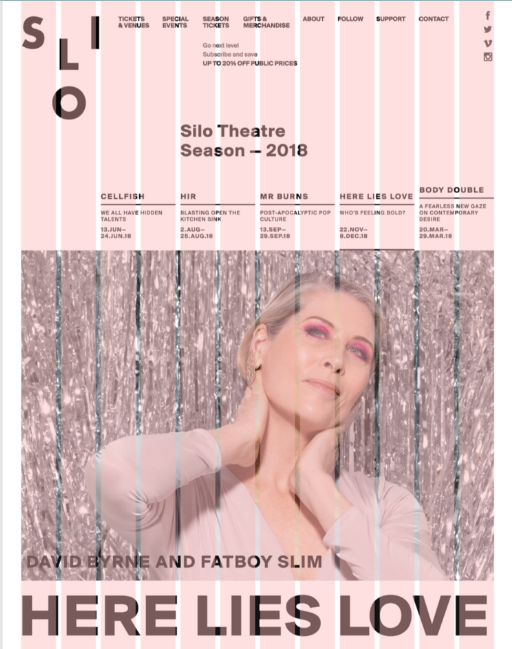 S I
L
O
TICKETS & VENUES
SPECIAL EVENTS
SEASON TICKETS
GIFTS & MERCHANDISE
ABOUT
FOLLOW
SUPPORT
CONTACT
Go next level
Subscribe and save
UP TO 20% OFF PUBLIC PRICES
Silo Theatre
Season – 2018
CELLFISH
WE ALL HAVE HIDDEN
TALENTS
13.JUN–
24.JUN.18
HIR
BLASTING OPEN THE
KITCHEN SINK
2.AUG–
25.AUG.18
MR BURNS
POST-APOCALYPTIC POP
CULTURE
13.SEP–
29.SEP.18
HERE LIES LOVE
WHO'S FEELING BOLD?
22.NOV–
8.DEC.18
BODY DOUBLE
A FEARLESS NEW GAZE
ON CONTEMPORARY
DESIRE
20.MAR–
29.MAR.18
DAVID BYRNE AND FATBOY SLIM
HERE LIES LOVE